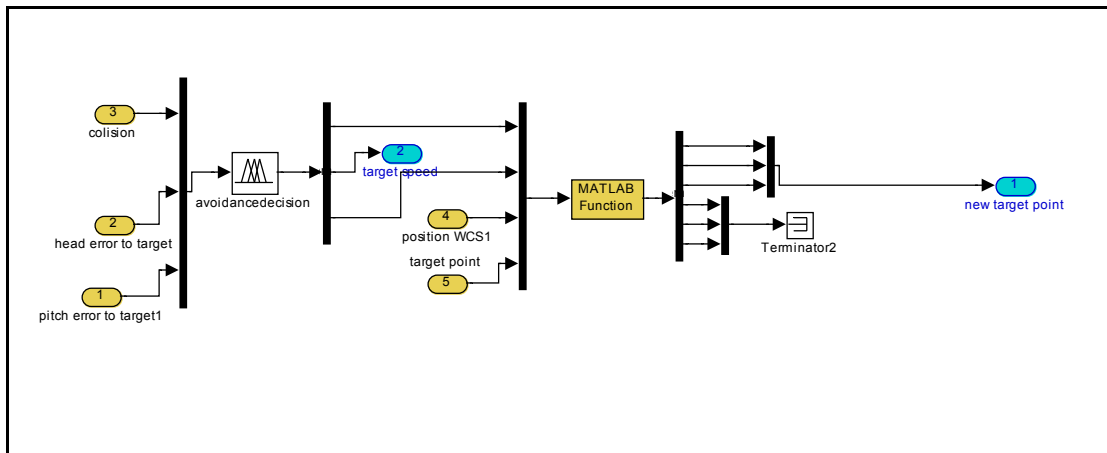 3
colision
2
head error to target
1
pitch error to target1
avoidancedecision
2
target speed
4
position WCS1
target point
5
MATLAB
Function
Terminator2
1
new target point